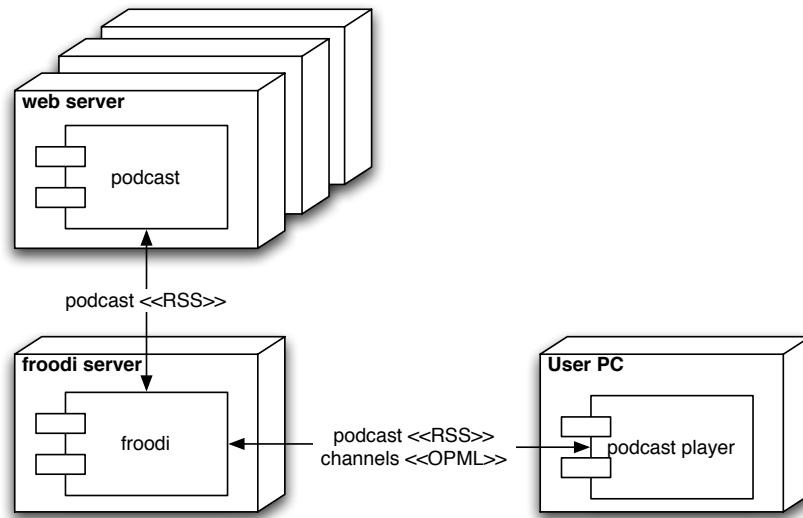 web server
podcast
podcast <<RSS>>
froodi server
froodi
podcast <<RSS>>
channels <<OPML>>
User PC
podcast player